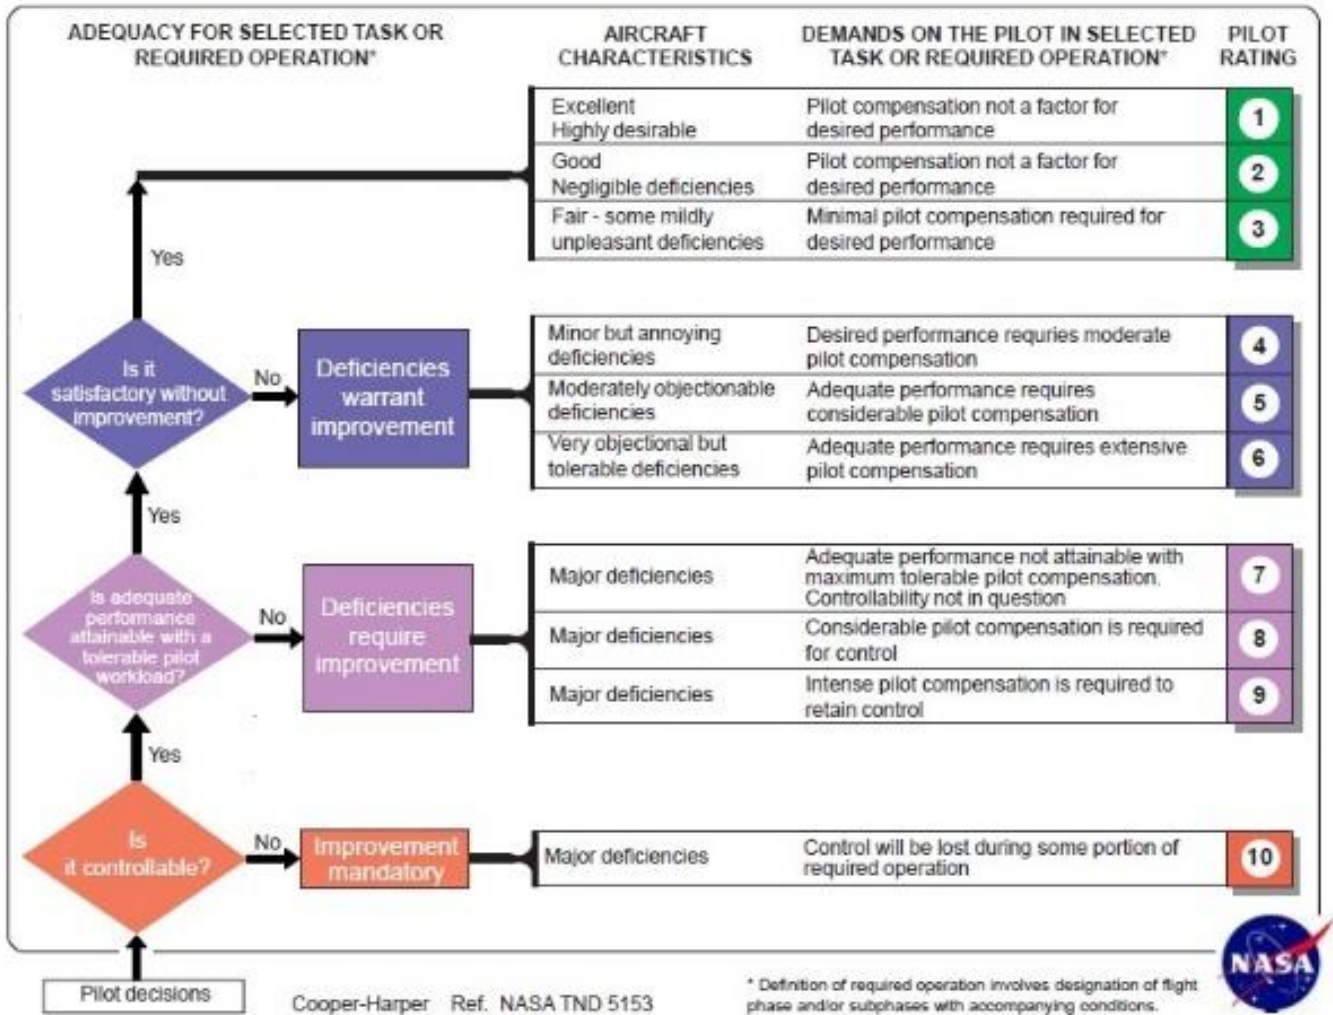 ADEQUACY FOR SELECTED TASK OR
REQUIRED OPERATION*
AIRCRAFT
CHARACTERISTICS
DEMANDS ON THE PILOT IN SELECTED
TASK OR REQUIRED OPERATION*
PILOT
RATING
Excellent
Highly desirable
Pilot compensation not a factor for
desired performance
1
Good
Negligible deficiencies
Pilot compensation not a factor for
desired performance
2
Fair - some mildly
unpleasant deficiencies
Minimal pilot compensation required for
desired performance
3
Yes
Is it
satisfactory without
improvement?
No
Deficiencies
warrant
improvement
Minor but annoying
deficiencies
Desired performance requries moderate
pilot compensation
4
Moderately objectionable
deficiencies
Adequate performance requires
considerable pilot compensation
5
Very objectional but
tolerable deficiencies
Adequate performance requires extensive
pilot compensation
6
Yes
Is adequate
performance
attainable with a
tolerable pilot
workload?
No
Deficiencies
require
improvement
Major deficiencies
Adequate performance not attainable with
maximum tolerable pilot compensation.
Controllability not in question
7
Major deficiencies
Considerable pilot compensation is required
for control
8
Major deficiencies
Intense pilot compensation is required to
retain control
9
Yes
Is
it controllable?
No
Improvement
mandatory
Major deficiencies
Control will be lost during some portion of
required operation
10
Pilot decisions
Cooper-Harper Ref. NASA TND 5153
* Definition of required operation involves designation of flight
phase and/or subphases with accompanying conditions.
NASA